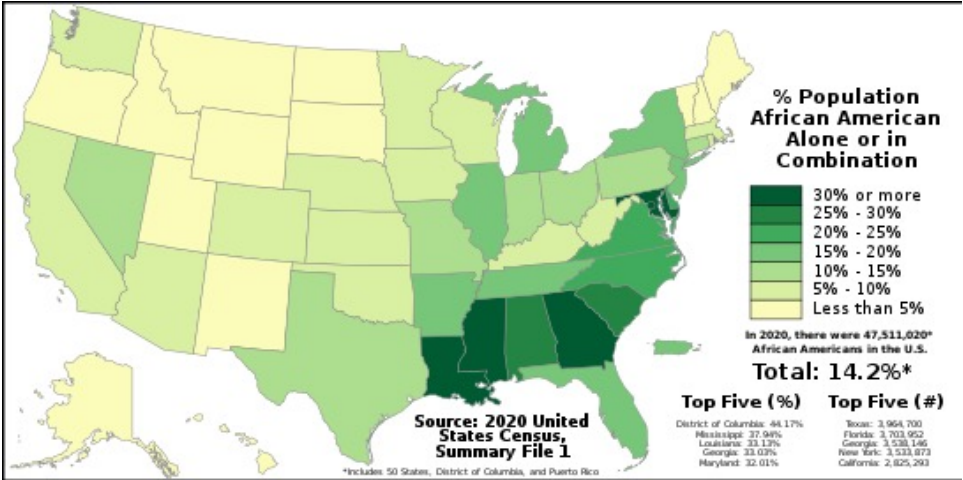 % Population
African American
Alone or in
Combination
30% or more
25% - 30%
20% - 25%
15% - 20%
10% - 15%
5% - 10%
Less than 5%
In 2020, there were 47,511,020*
African Americans in the U.S.
Total: 14.2%*
Top Five (%)
District of Columbia: 44.17%
Mississippi: 37.94%
Louisiana: 33.13%
Georgia: 33.03%
Maryland: 32.01%
Top Five (#)
Texas: 3,964,700
Florida: 3,703,952
Georgia: 3,538,146
New York: 3,533,873
California: 2,825,293
Source: 2020 United
States Census,
Summary File 1
*Includes 50 States, District of Columbia, and Puerto Rico